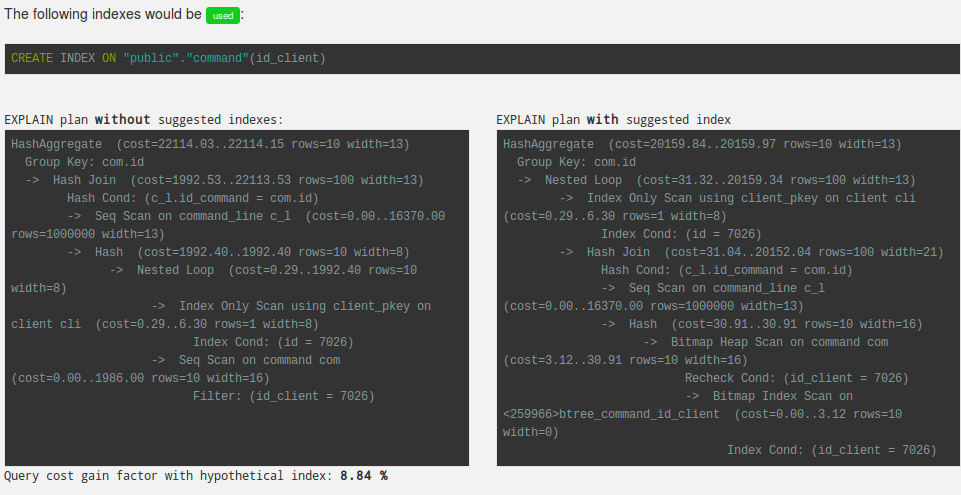 The following indexes would be used:
CREATE INDEX ON "public"."command"(id_client)
EXPLAIN plan without suggested indexes:
HashAggregate  (cost=22114.03..22114.15 rows=10 width=13)
  Group Key: com.id
  ->  Hash Join  (cost=1992.53..22113.53 rows=100 width=13)
        Hash Cond: (c_l.id_command = com.id)
        ->  Seq Scan on command_line c_l  (cost=0.00..16370.00
rows=1000000 width=13)
        ->  Hash  (cost=1992.40..1992.40 rows=10 width=8)
              ->  Nested Loop  (cost=0.29..1992.40 rows=10
width=8)
                    ->  Index Only Scan using client_pkey on
client cli  (cost=0.29..6.30 rows=1 width=8)
                          Index Cond: (id = 7026)
                    ->  Seq Scan on command com
(cost=0.00..1986.00 rows=10 width=16)
                          Filter: (id_client = 7026)
EXPLAIN plan with suggested index
HashAggregate  (cost=20159.84..20159.97 rows=10 width=13)
  Group Key: com.id
  ->  Nested Loop  (cost=31.32..20159.34 rows=100 width=13)
        ->  Index Only Scan using client_pkey on client cli
(cost=0.29..6.30 rows=1 width=8)
              Index Cond: (id = 7026)
        ->  Hash Join  (cost=31.04..20152.04 rows=100 width=21)
              Hash Cond: (c_l.id_command = com.id)
              ->  Seq Scan on command_line c_l
(cost=0.00..16370.00 rows=1000000 width=13)
              ->  Hash  (cost=30.91..30.91 rows=10 width=16)
                    ->  Bitmap Heap Scan on command com
(cost=3.12..30.91 rows=10 width=16)
                          Recheck Cond: (id_client = 7026)
                          ->  Bitmap Index Scan on
<259966>btree_command_id_client  (cost=0.00..3.12 rows=10
width=0)
                                Index Cond: (id_client = 7026)
Query cost gain factor with hypothetical index: 8.84 %